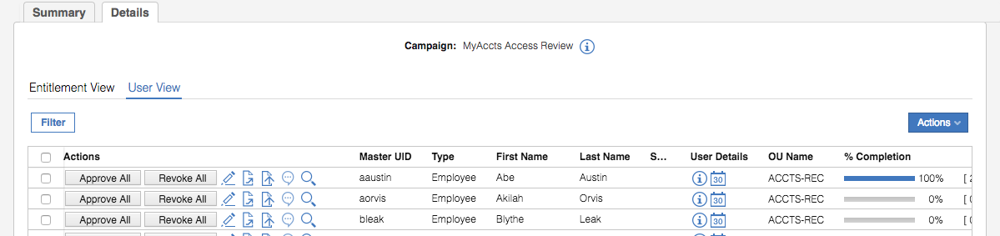 Summary Details
Campaign: MyAccts Access Review
Entitlement View User View
Filter Actions
Actions Master UID Type First Name Last Name S... User Details OU Name % Completion
Approve All Revoke All aaustin Employee Abe Austin 30 ACCTS-REC 100% [ 2
Approve All Revoke All aorvis Employee Akilah Orvis 30 ACCTS-REC 0% [ 0
Approve All Revoke All bleak Employee Blythe Leak 30 ACCTS-REC 0% [ 0